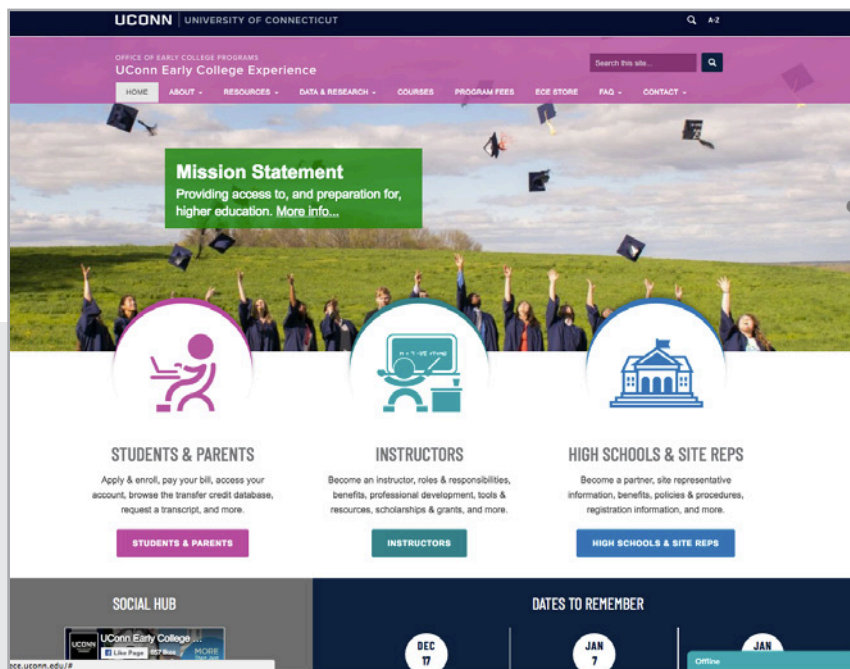 UCONN UNIVERSITY OF CONNECTICUT A-Z
OFFICE OF EARLY COLLEGE PROGRAMS
UConn Early College Experience
Search this site...
HOME ABOUT RESOURCES DATA & RESEARCH COURSES PROGRAM FEES ECE STORE FAQ CONTACT
Mission Statement
Providing access to, and preparation for,
higher education. More info...
STUDENTS & PARENTS
Apply & enroll, pay your bill, access your
account, browse the transfer credit database,
request a transcript, and more.
STUDENTS & PARENTS
INSTRUCTORS
Become an instructor, roles & responsibilities,
benefits, professional development, tools &
resources, scholarships & grants, and more.
INSTRUCTORS
HIGH SCHOOLS & SITE REPS
Become a partner, site representative
information, benefits, policies & procedures,
registration information, and more.
HIGH SCHOOLS & SITE REPS
SOCIAL HUB
UCONN
UConn Early College ...
Like Page 857 likes
MORE
DATES TO REMEMBER
DEC
17
JAN
7
JAN
Offline
ece.uconn.edu/#